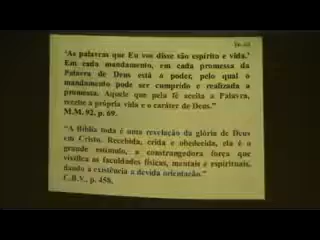 'As palavras que Eu vos disse são espírito e vida.'
Em cada mandamento, em cada promessa da
Palavra de Deus está o poder, pelo qual o
mandamento pode ser cumprido e realizada a
promessa. Aquele que pela fé aceita a Palavra,
recebe a própria vida e o caráter de Deus."
M.M. 92, p. 69.
"A Bíblia toda é uma revelação da glória de Deus
em Cristo. Recebida, crida e obedecida, ela é o
grande a constrangedora força que
vivifica as faculdades físicas, mentais e espirituais,
dando a existência a devida orientação."
C.B.V., p. 458.